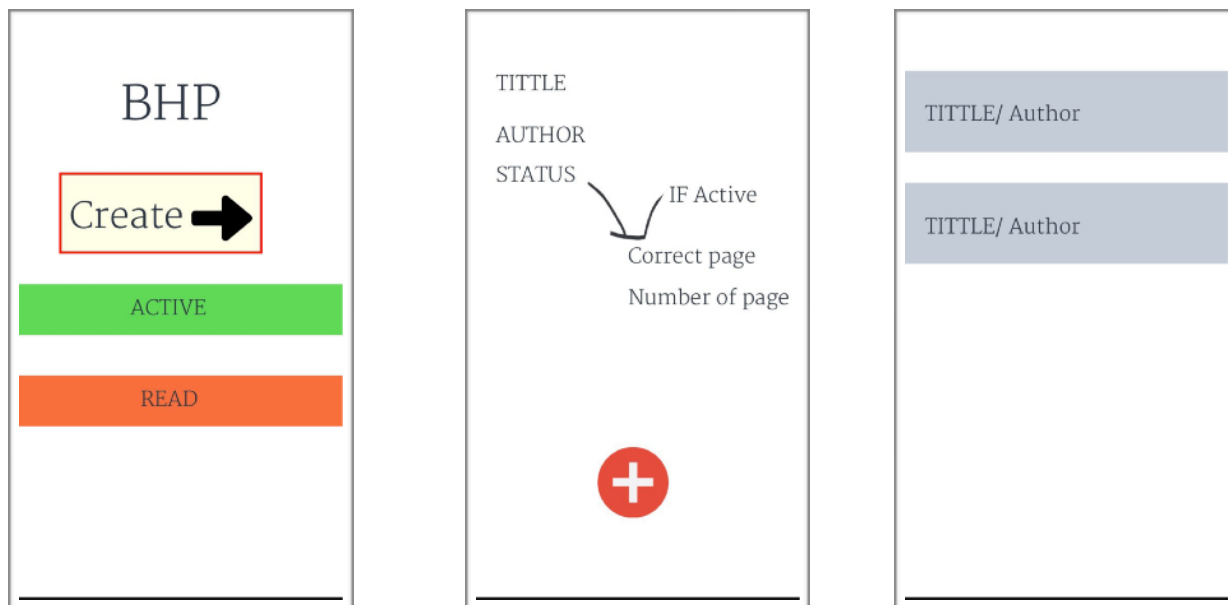 BHP
Create
ACTIVE
READ
TITTLE
AUTHOR
STATUS
IF Active
Correct page
Number of page
TITTLE/ Author
TITTLE/ Author